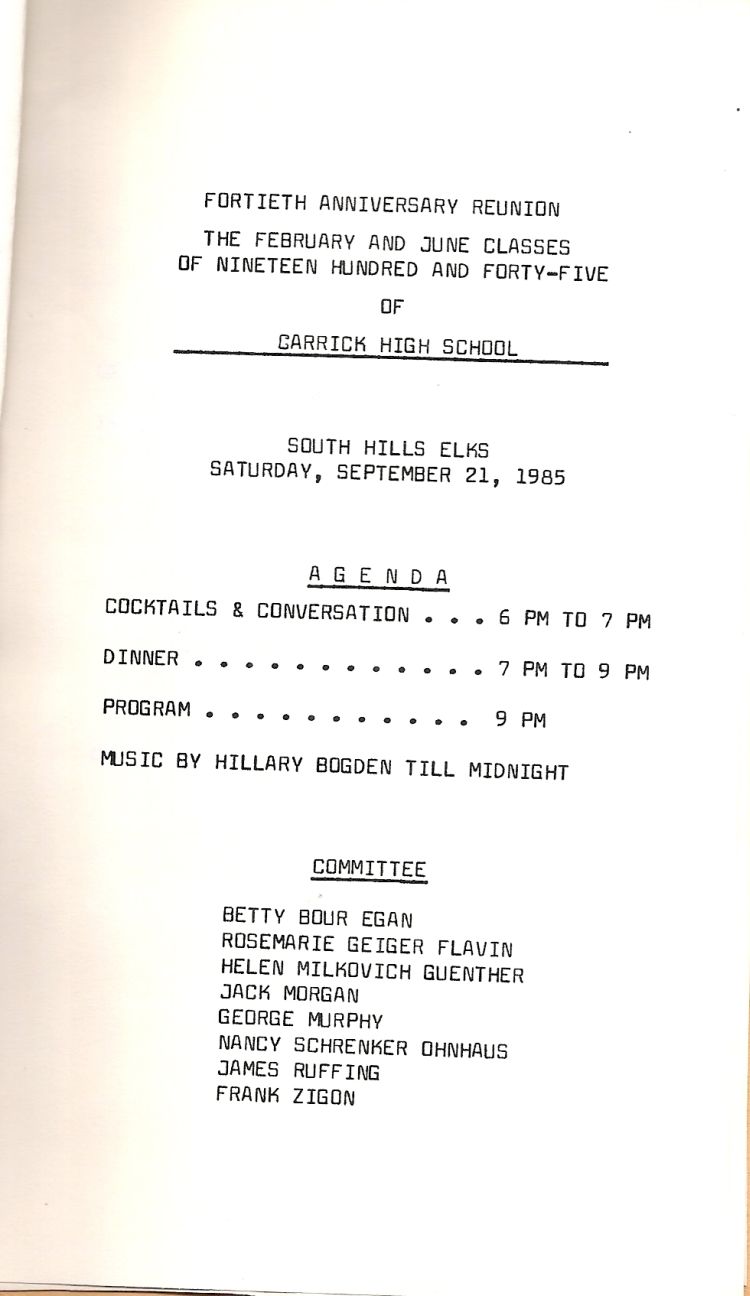 FORTIETH ANNIVERSARY REUNION
THE FEBRUARY AND JUNE CLASSES
OF NINETEEN HUNDRED AND FORTY-FIVE
OF
CARRICK HIGH SCHOOL
SOUTH HILLS ELKS
SATURDAY, SEPTEMBER 21, 1985
A G E N D A
COCKTAILS & CONVERSATION . . . 6 PM TO 7 PM
DINNER . . . . . . . . . . . . 7 PM TO 9 PM
PROGRAM . . . . . . . . . . . 9 PM
MUSIC BY HILLARY BOGDEN TILL MIDNIGHT
COMMITTEE
BETTY BOUR EGAN
ROSEMARIE GEIGER FLAVIN
HELEN MILKOVICH GUENTHER
JACK MORGAN
GEORGE MURPHY
NANCY SCHRENKER OHNHAUS
JAMES RUFFING
FRANK ZIGON